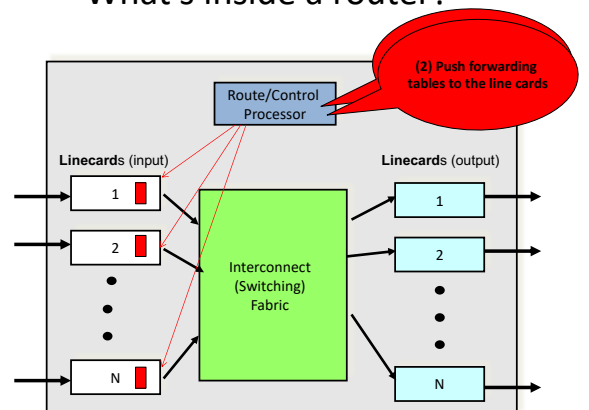 What's inside a router?
(2) Push forwarding
tables to the line cards
Route/Control
Processor
Linecards (input)
Linecards (output)
1
1
2
2
Interconnect
(Switching)
Fabric
N
N